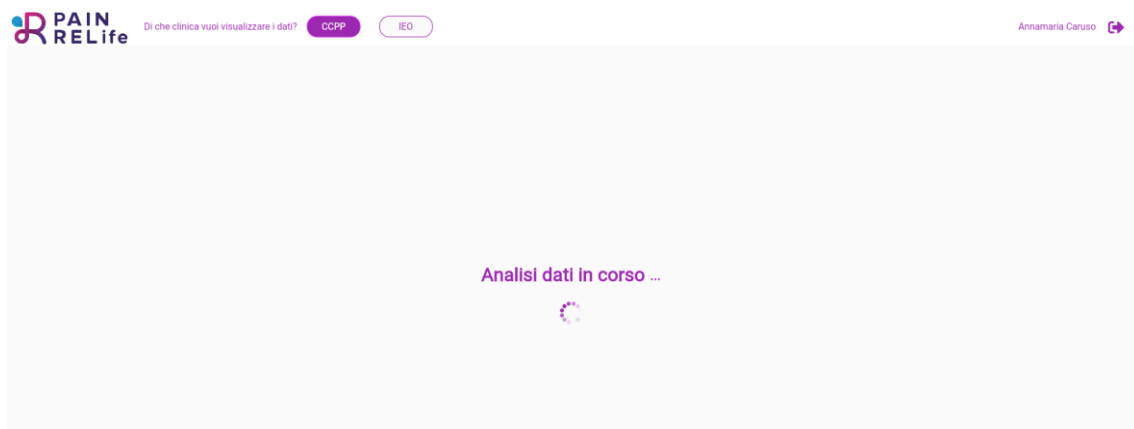 PAIN
RELife
Di che clinica vuoi visualizzare i dati? CCPP IEO
Annamaria Caruso
Analisi dati in corso ...